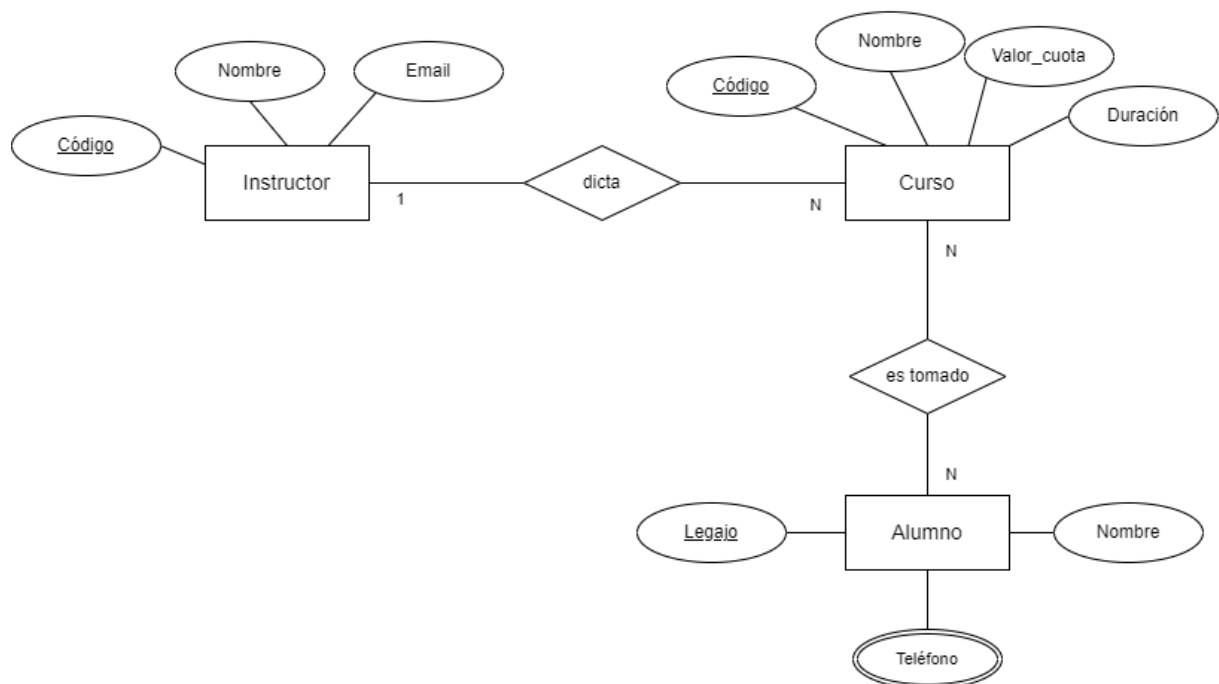 Nombre
Email
Código
Instructor
1
dicta
N
Código
Nombre
Valor_cuota
Duración
Curso
N
es tomado
N
Legajo
Alumno
Nombre
Teléfono